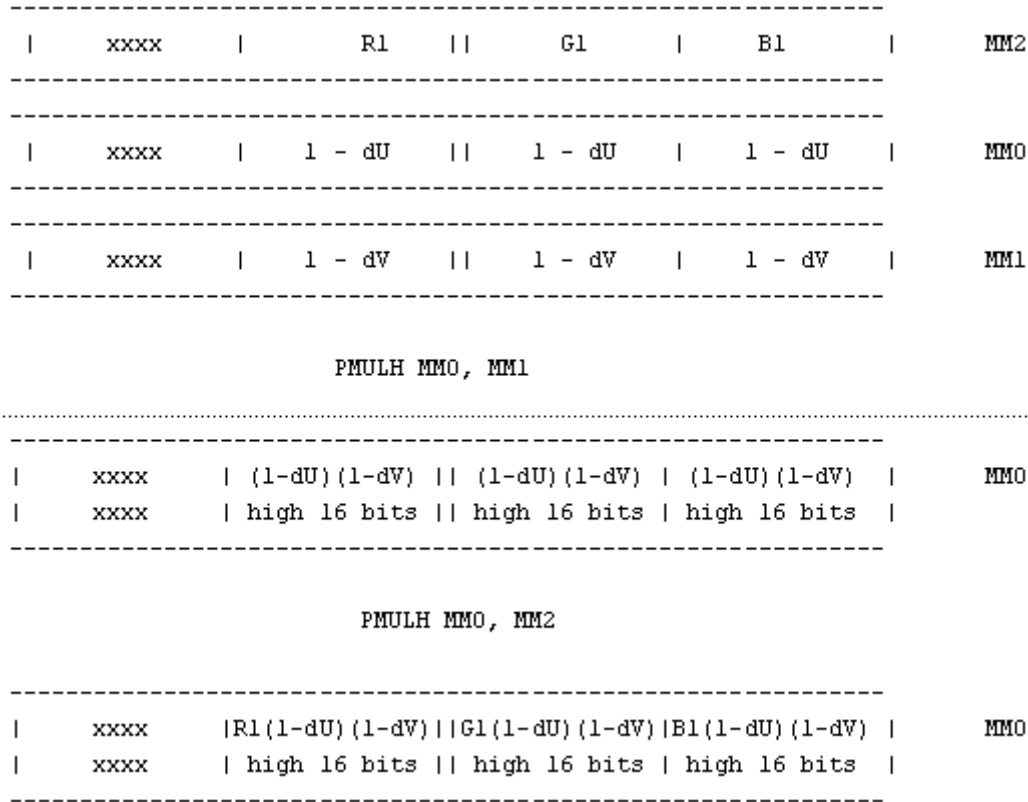 ---------------------------------------------------------------
| xxxx | R1 || G1 | B1 | MM2
---------------------------------------------------------------
---------------------------------------------------------------
| xxxx | 1 - dU || 1 - dU | 1 - dU | MM0
---------------------------------------------------------------
---------------------------------------------------------------
| xxxx | 1 - dV || 1 - dV | 1 - dV | MM1
---------------------------------------------------------------
PMULH MM0, MM1
---------------------------------------------------------------
| xxxx | (1-dU)(1-dV) || (1-dU)(1-dV) | (1-dU)(1-dV) | MM0
| xxxx | high 16 bits || high 16 bits | high 16 bits |
---------------------------------------------------------------
PMULH MM0, MM2
---------------------------------------------------------------
| xxxx |R1(1-dU)(1-dV)||G1(1-dU)(1-dV)|B1(1-dU)(1-dV) | MM0
| xxxx | high 16 bits || high 16 bits | high 16 bits |
---------------------------------------------------------------